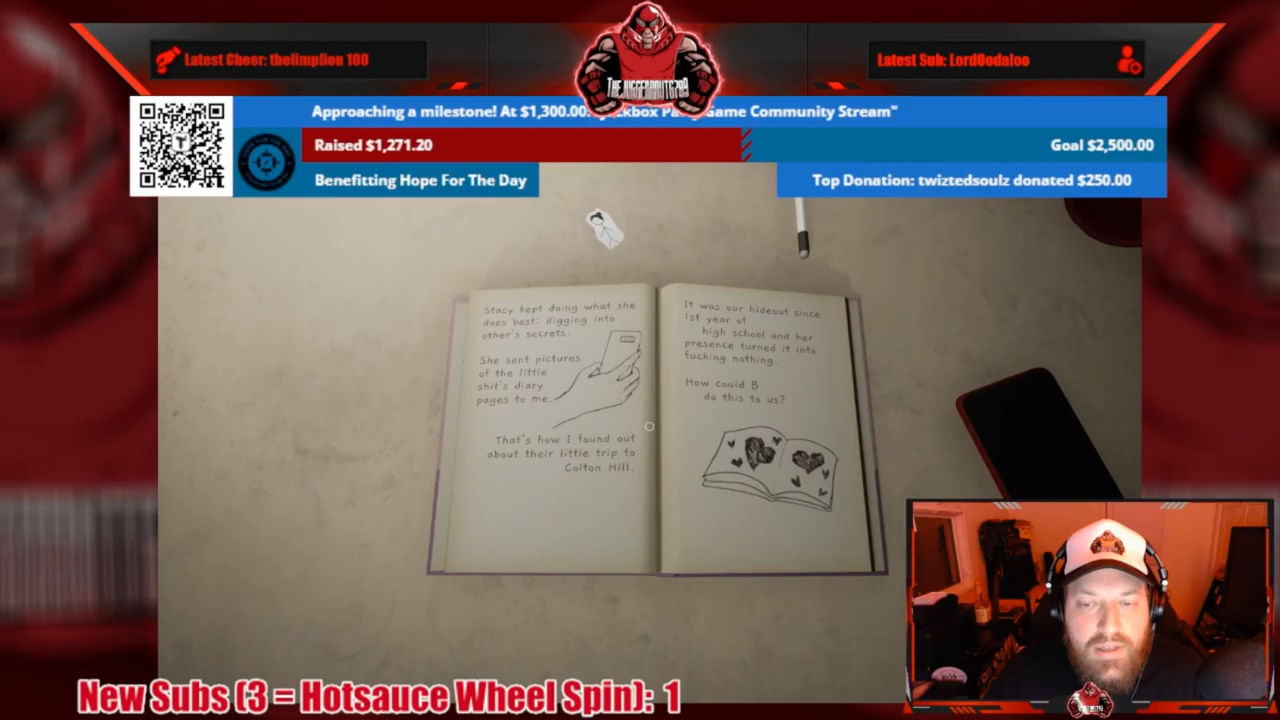 Latest Cheer: thelimplion 100
THEJUGGERNAUT6789
Latest Sub: LordOodaloo
Approaching a milestone! At $1,300.00: Game Community Stream"
Raised $1,271.20
Goal $2,500.00
Benefitting Hope For The Day
Top Donation: twiztedsoulz donated $250.00
Stacy kept doing what she
does best: digging into
other's secrets.
She sent pictures
of the little
shit's diary
pages to me.
That's how I found out
about their little trip to
Colton Hill.
It was our hideout since
1st year of
high school and her
presence turned it into
fucking nothing.
How could B
do this to us?
New Subs (3 = Hotsauce Wheel Spin): 1